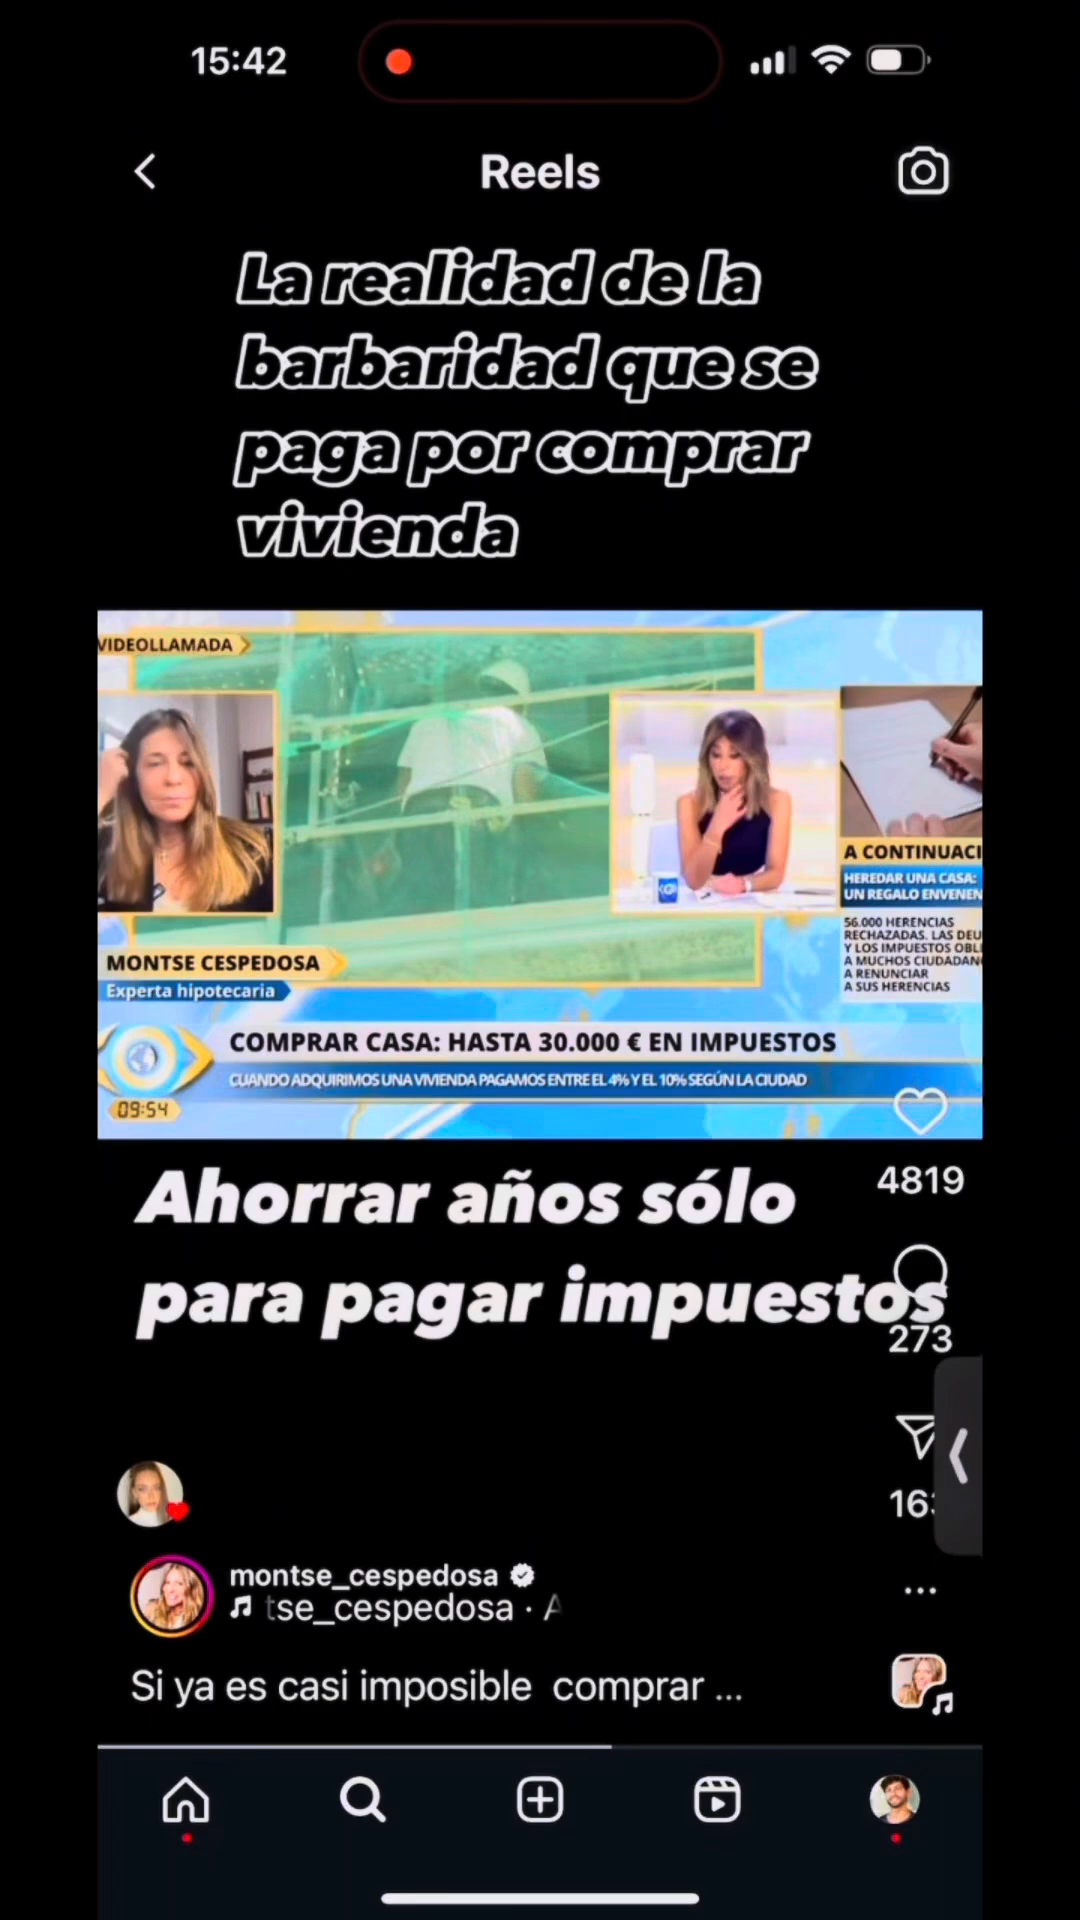 15:42
Reels
La realidad de la
barbaridad que se
paga por comprar
vivienda
VIDEOLLAMADA
A CONTINUACI
HEREDAR UNA CASA:
UN REGALO ENVENEN
56.000 HERENCIAS
RECHAZADAS. LAS DEU
Y LOS IMPUESTOS OBLI
A MUCHOS CIUDADAN
A RENUNCIAR
A SUS HERENCIAS
MONTSE CESPEDOSA
Experta hipotecaria
COMPRAR CASA: HASTA 30.000 € EN IMPUESTOS
CUANDO ADQUIRIMOS UNA VIVIENDA PAGAMOS ENTRE EL 4% Y EL 10% SEGÚN LA CIUDAD
09:54
4819
Ahorrar años sólo
para pagar impuestos
273
montse_cespedosa
tse_cespedosa · A
Si ya es casi imposible comprar ...